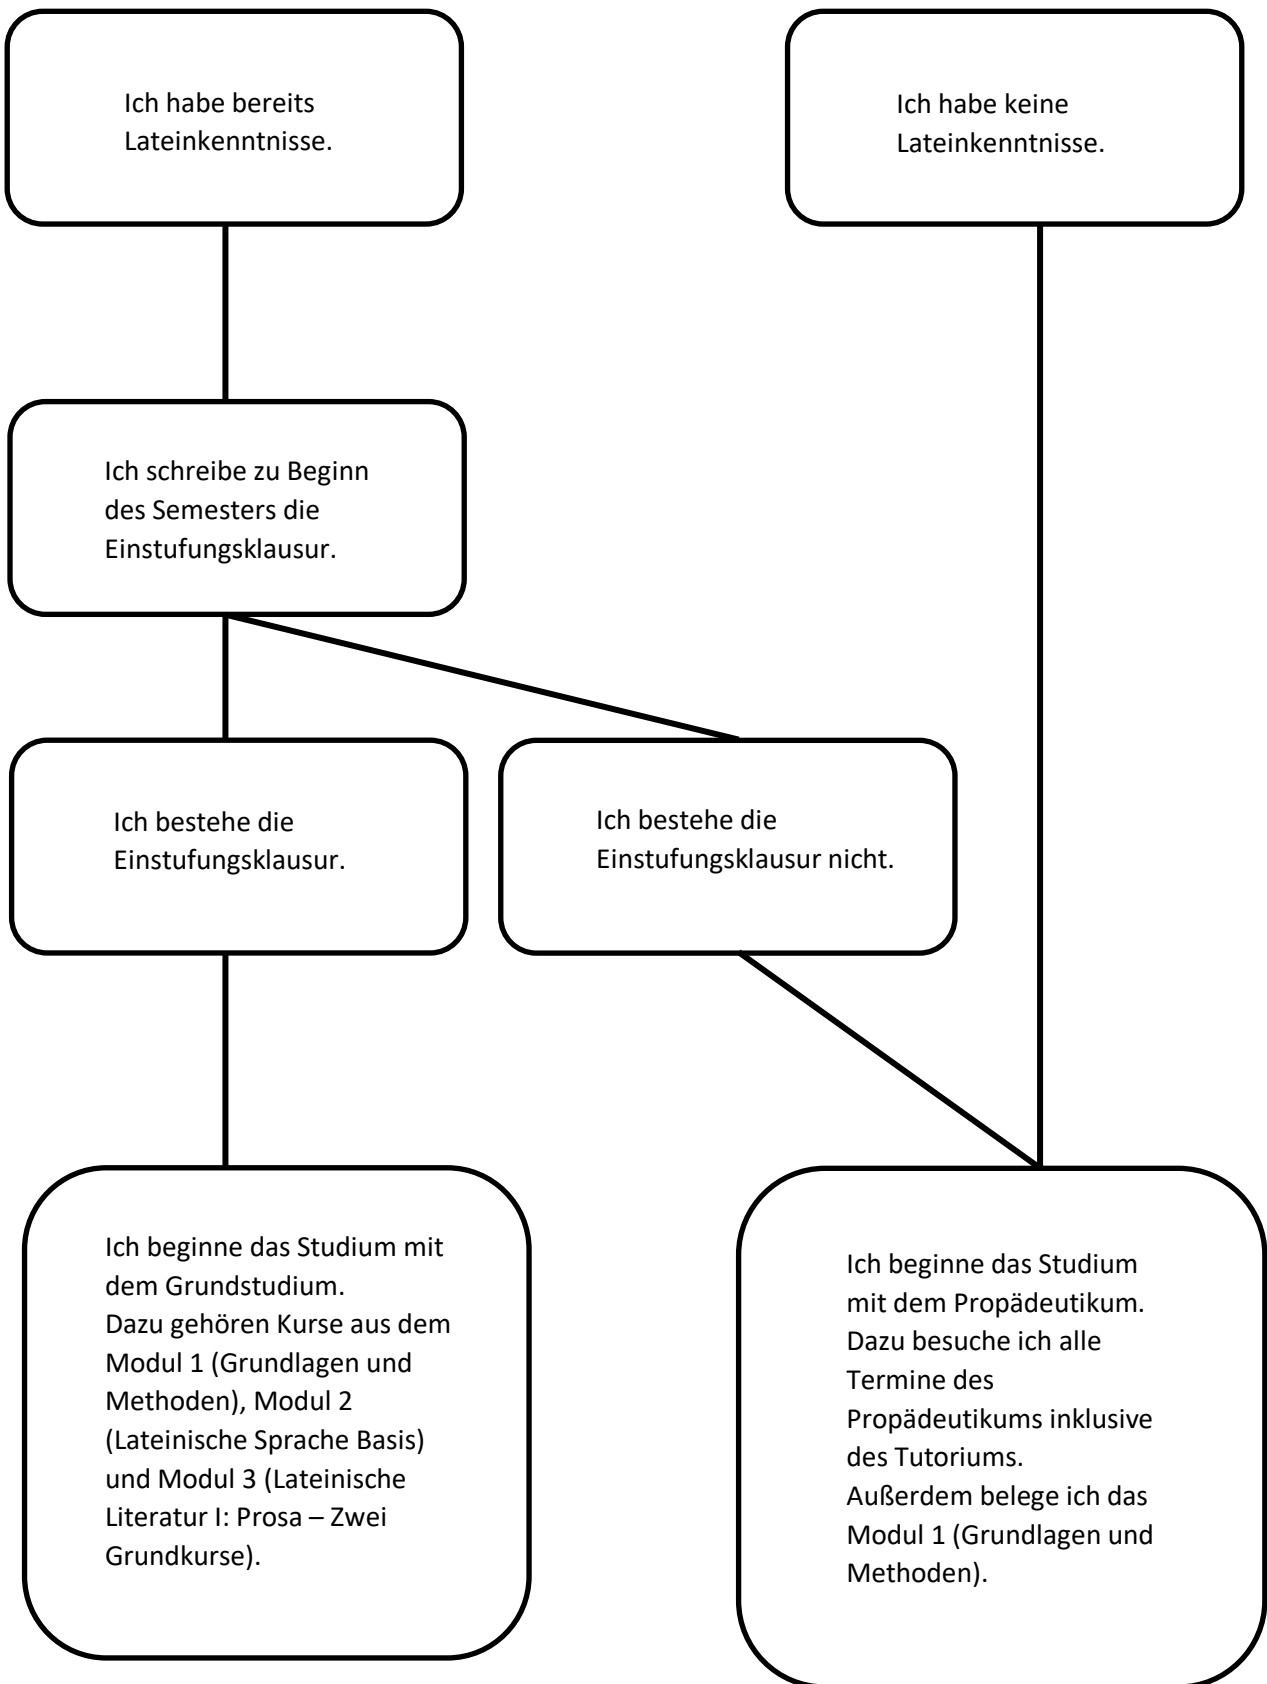 Ich habe bereits
Lateinkenntnisse.
Ich habe keine
Lateinkenntnisse.
Ich schreibe zu Beginn
des Semesters die
Einstufungsklausur.
Ich bestehe die
Einstufungsklausur.
Ich bestehe die
Einstufungsklausur nicht.
Ich beginne das Studium mit
dem Grundstudium.
Dazu gehören Kurse aus dem
Modul 1 (Grundlagen und
Methoden), Modul 2
(Lateinische Sprache Basis)
und Modul 3 (Lateinische
Literatur I: Prosa – Zwei
Grundkurse).
Ich beginne das Studium
mit dem Propädeutikum.
Dazu besuche ich alle
Termine des
Propädeutikums inklusive
des Tutoriums.
Außerdem belege ich das
Modul 1 (Grundlagen und
Methoden).